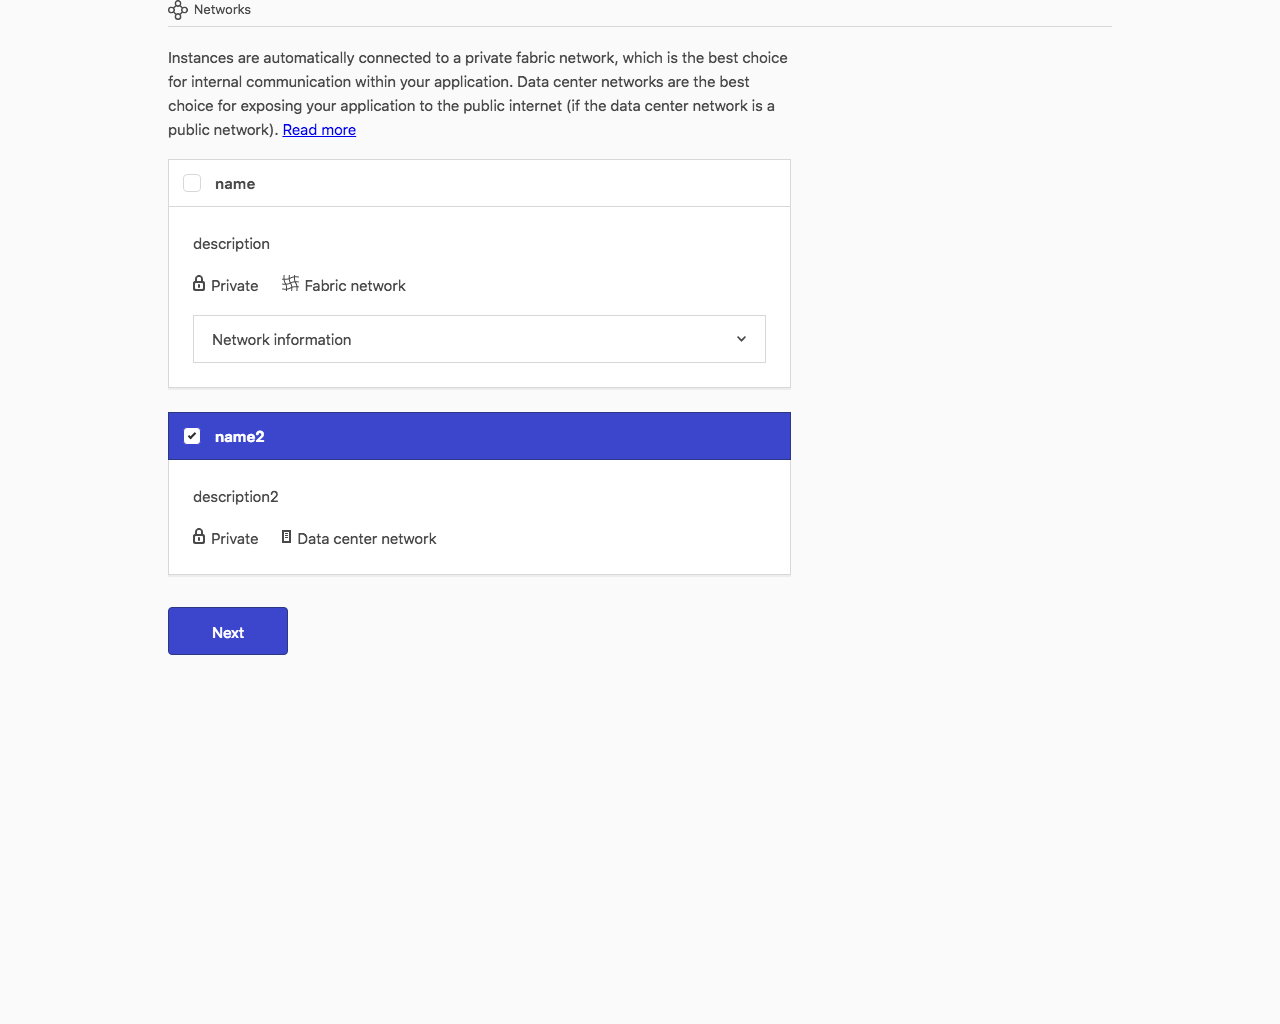 Networks
Instances are automatically connected to a private fabric network, which is the best choice
for internal communication within your application. Data center networks are the best
choice for exposing your application to the public internet (if the data center network is a
public network). Read more
name
description
Private Fabric network
Network information
name2
description2
Private Data center network
Next